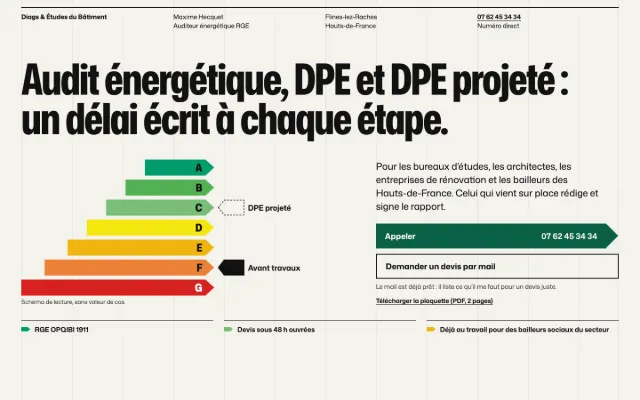 Diags & Études du Bâtiment
Maxime Hecquet
Auditeur énergétique RGE
Flines-lez-Raches
Hauts-de-France
07 62 45 34 34
Numéro direct
Audit énergétique, DPE et DPE projeté :
un délai écrit à chaque étape.
A
B
C
DPE projeté
D
E
F
Avant travaux
G
Schéma de lecture, sans valeur de cas.
Pour les bureaux d'études, les architectes, les
entreprises de rénovation et les bailleurs des
Hauts-de-France. Celui qui vient sur place rédige et
signe le rapport.
Appeler 07 62 45 34 34
Demander un devis par mail
Le mail est déjà prêt : il liste ce qu'il me faut pour un devis juste.
Télécharger la plaquette (PDF, 2 pages)
RGE OPQIBI 1911
Devis sous 48 h ouvrées
Déjà au travail pour des bailleurs sociaux du secteur